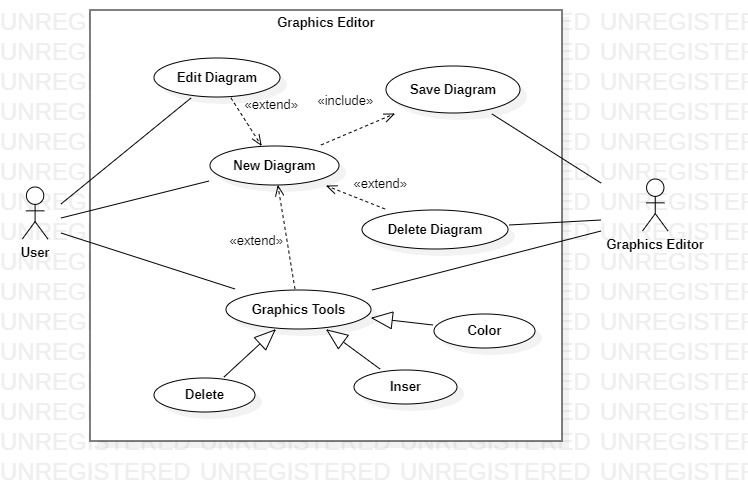 Graphics Editor
Edit Diagram
«extend»
«include»
Save Diagram
New Diagram
«extend»
Delete Diagram
User
«extend»
Graphics Editor
Graphics Tools
Color
Delete
Inser
UNREGISTERED UNREGISTERED UNREGISTERED UNREGISTER